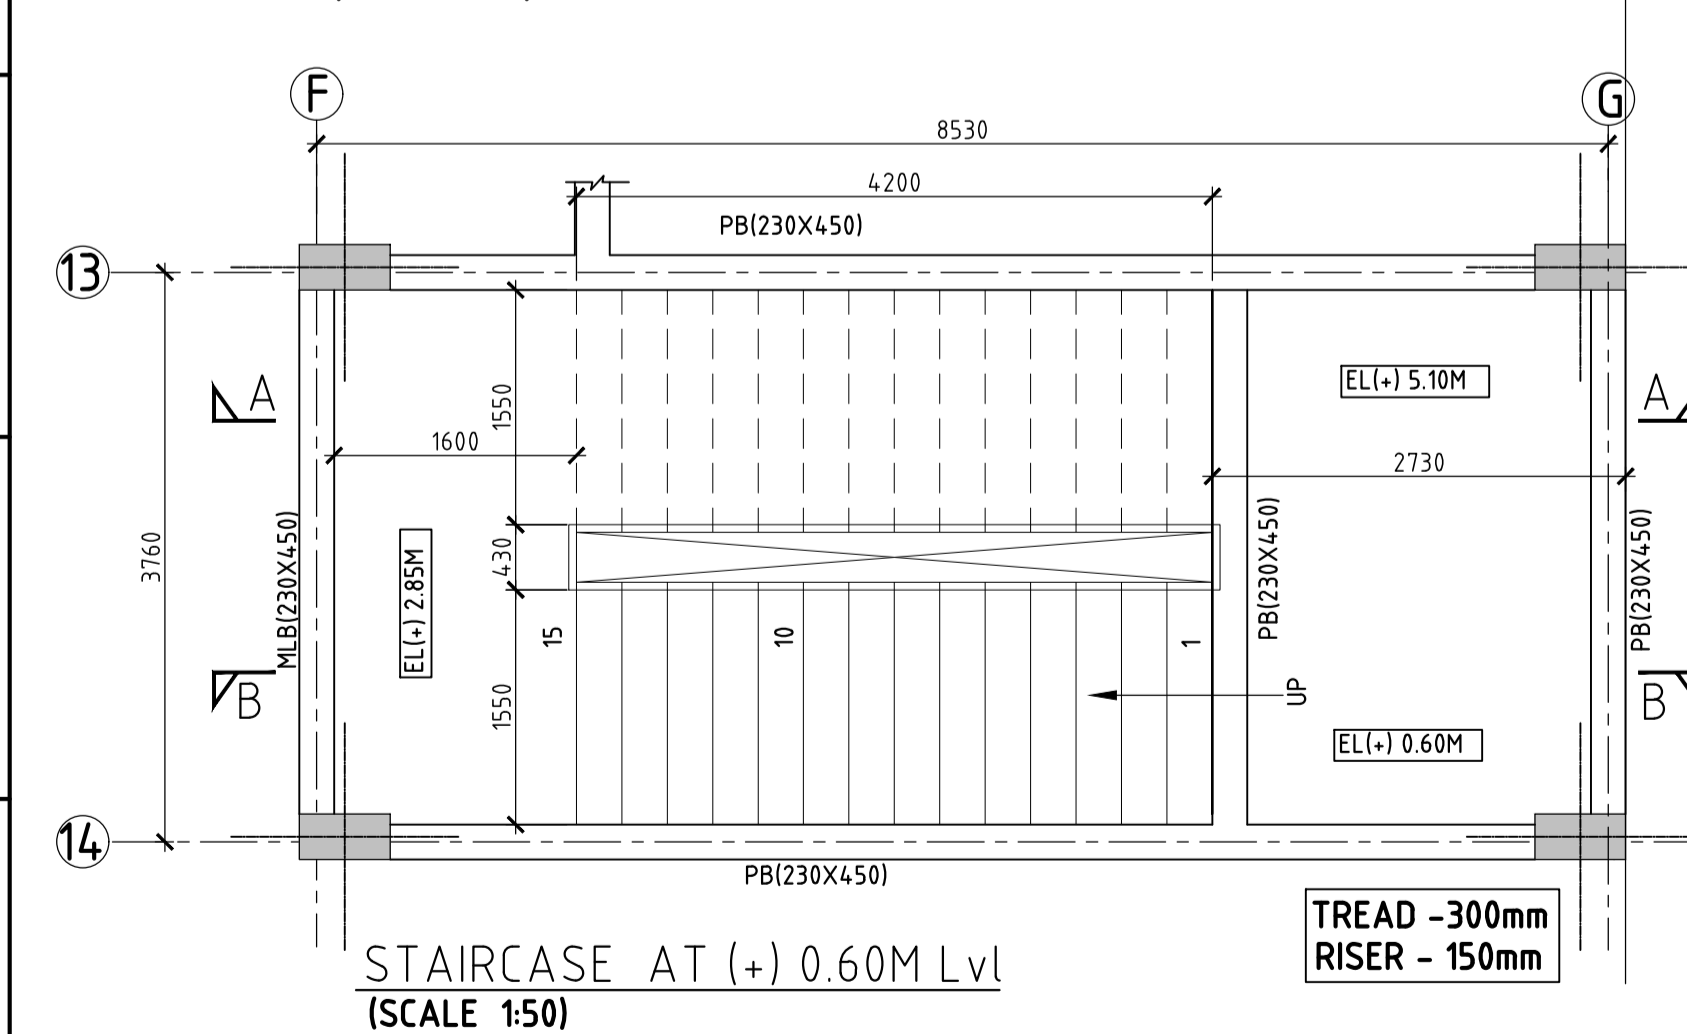 F
G
8530
4200
PB(230X450)
13
EL(+) 5.10M
A
A
1550
1600
2730
3760
MLB(230X450)
EL(+) 2.85M
430
PB(230X450)
PB(230X450)
15
10
1
B
1550
UP
B
EL(+) 0.60M
14
PB(230X450)
TREAD -300mm
RISER - 150mm
STAIRCASE AT (+) 0.60M Lvl
(SCALE 1:50)